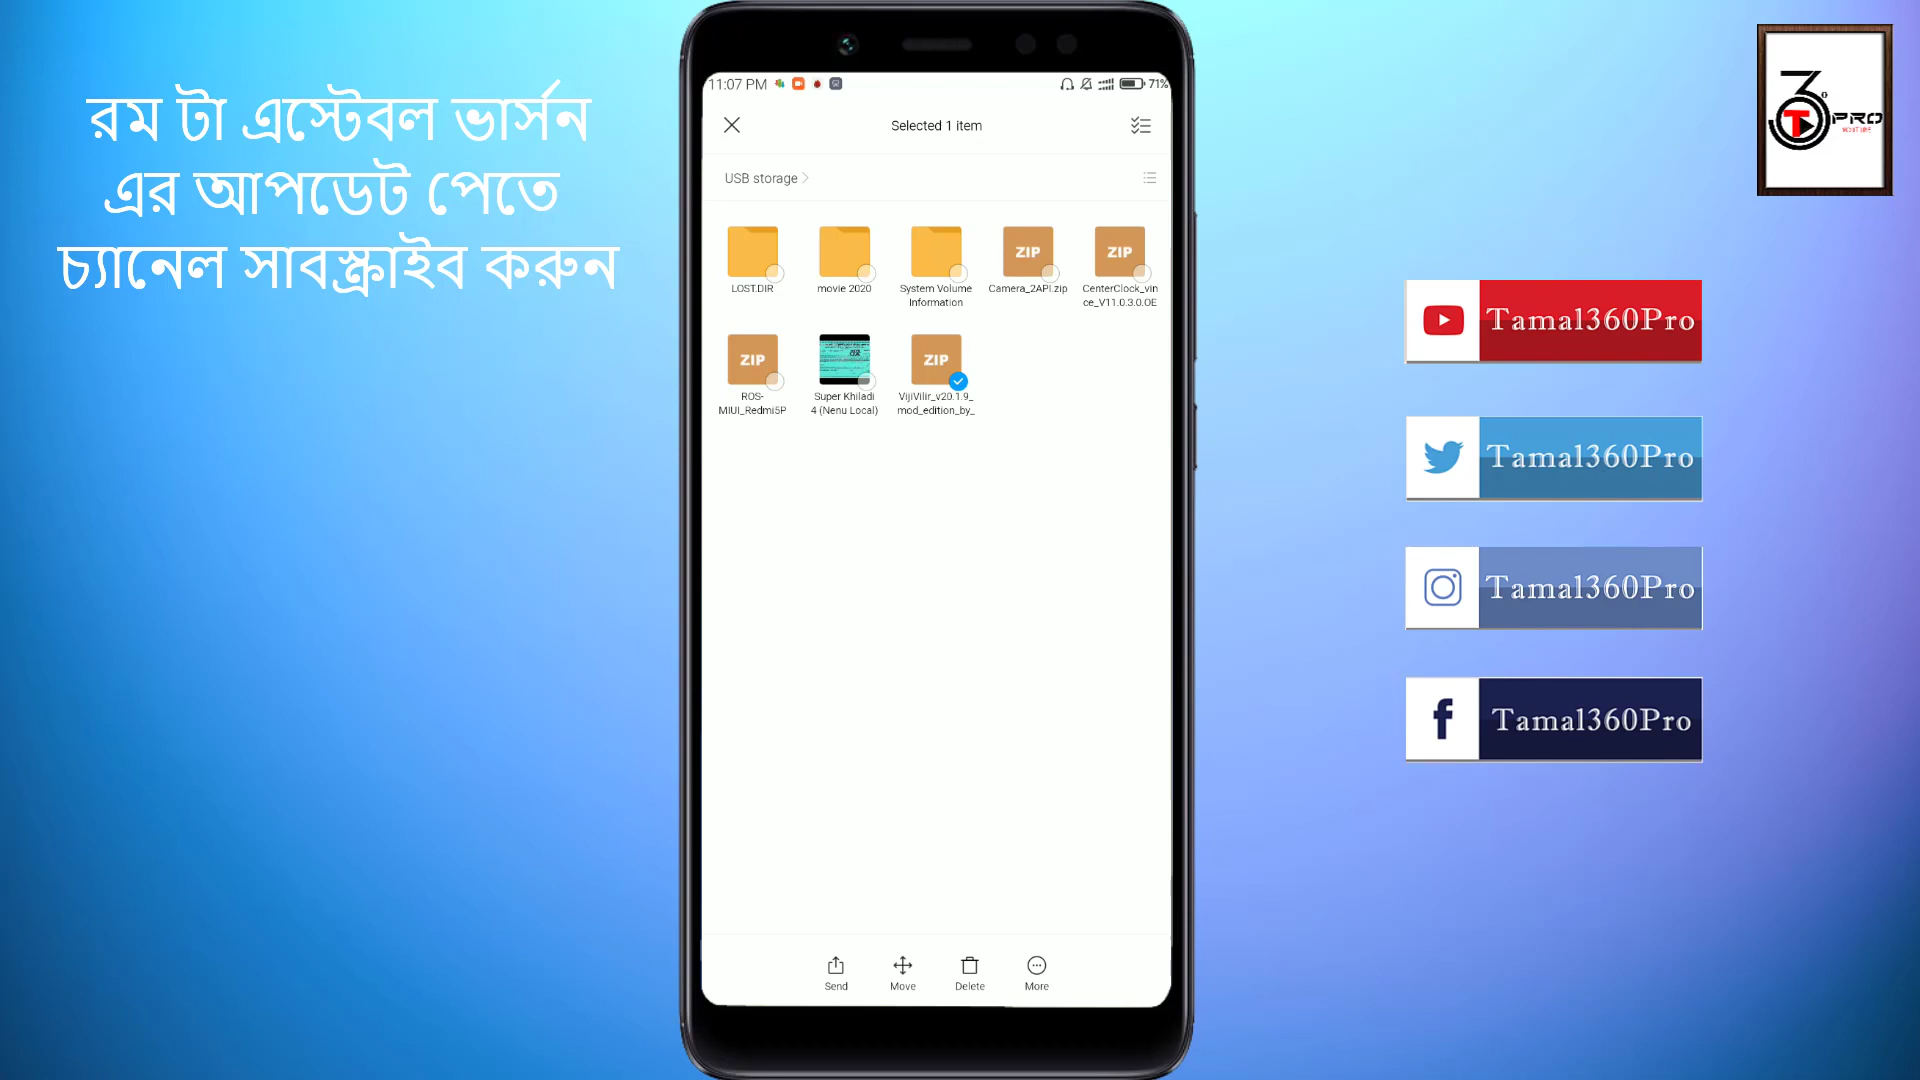 রম টা এস্টেবল ভার্সন
এর আপডেট পেতে
চ্যানেল সাবস্ক্রাইব করুন
11:07 PM
71%
Selected 1 item
USB storage
LOST.DIR
movie 2020
System Volume
Information
Camera_2API.zip
CenterClock_vin
ce_V11.0.3.0.OE
ROS-
MIUI_Redmi5P
Super Khiladi
4 (Nenu Local)
VijiVilir_v20.1.9_
mod_edition_by_
ZIP
ZIP
ZIP
ZIP
Send
Move
Delete
More
3
T
PRO
Tamal360Pro
Tamal360Pro
Tamal360Pro
Tamal360Pro